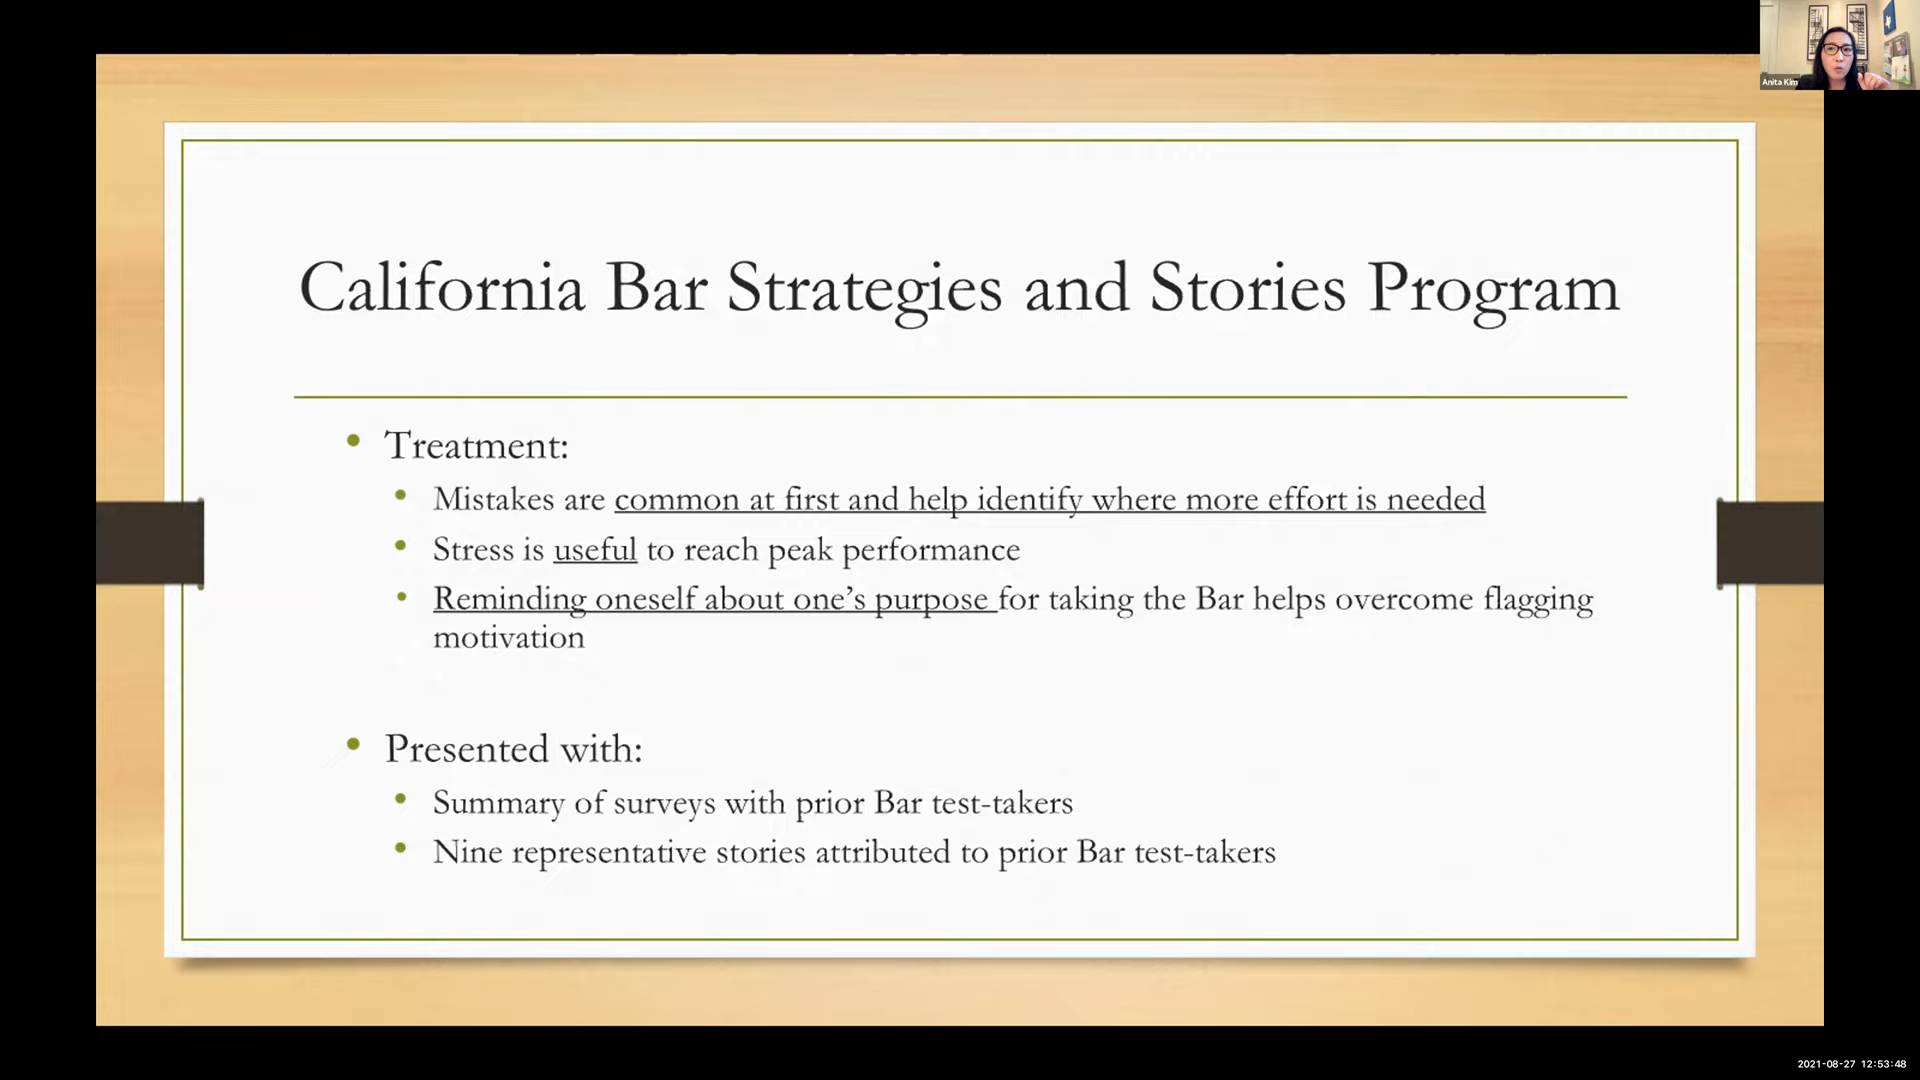 Anita Kim
California Bar Strategies and Stories Program
• Treatment:
• Mistakes are common at first and help identify where more effort is needed
• Stress is useful to reach peak performance
• Reminding oneself about one’s purpose for taking the Bar helps overcome flagging
motivation
• Presented with:
• Summary of surveys with prior Bar test-takers
• Nine representative stories attributed to prior Bar test-takers
2021-08-27 12:53:48